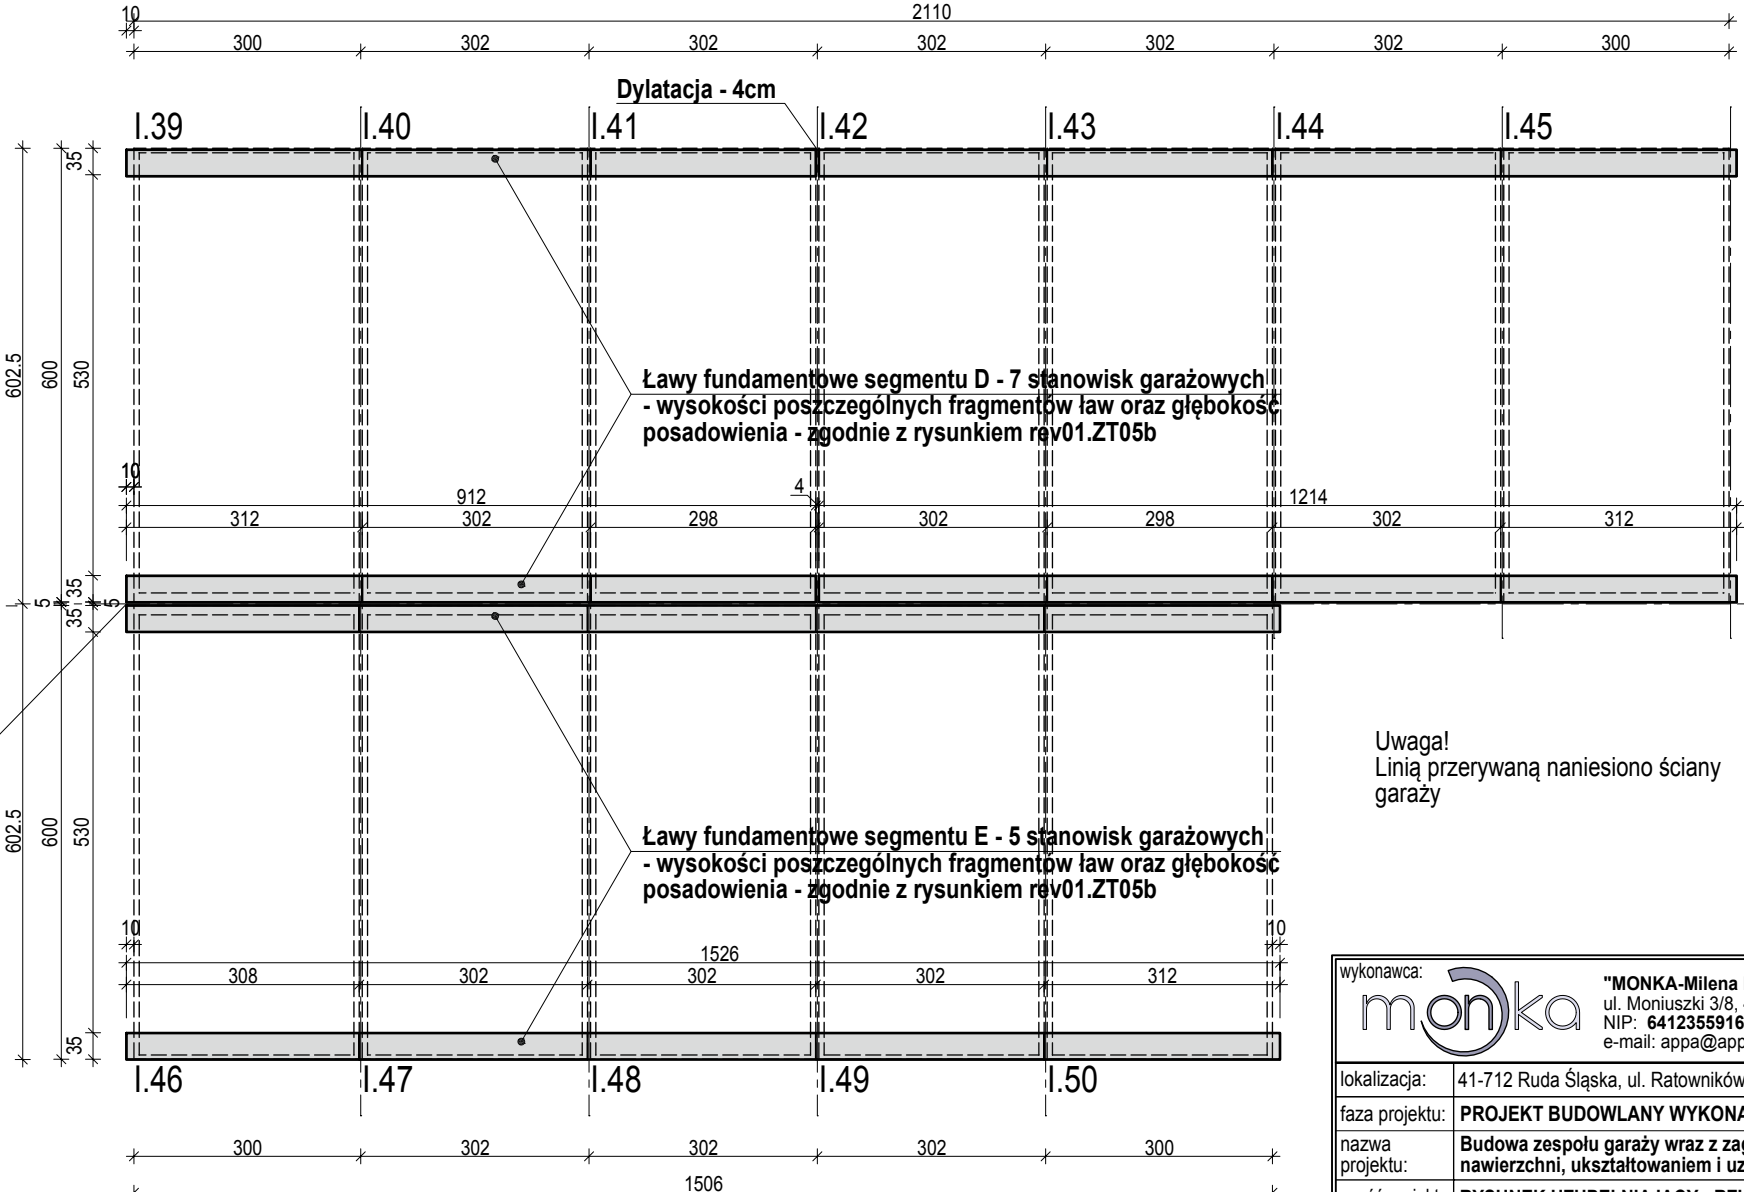 10
2110
300
302
302
302
302
302
300
Dylatacja - 4cm
I.39
I.40
I.41
I.42
I.43
I.44
I.45
35
602.5
600
530
Ławy fundamentowe segmentu D - 7 stanowisk garażowych
- wysokości poszczególnych fragmentów ław oraz głębokość
posadowienia - zgodnie z rysunkiem rev01.ZT05b
10
912
4
1214
312
302
298
302
298
302
312
5
35
35
5
Uwaga!
Linią przerywaną naniesiono ściany
garaży
602.5
600
530
Ławy fundamentowe segmentu E - 5 stanowisk garażowych
- wysokości poszczególnych fragmentów ław oraz głębokość
posadowienia - zgodnie z rysunkiem rev01.ZT05b
10
10
1526
308
302
302
302
312
35
I.46
I.47
I.48
I.49
I.50
300
302
302
302
300
1506
wykonawca:
monka
"MONKA-Milena
ul. Moniuszki 3/8,
NIP: 6412355916
e-mail: appa@app
lokalizacja:
41-712 Ruda Śląska, ul. Ratowników
faza projektu:
PROJEKT BUDOWLANY WYKONA
nazwa
projektu:
Budowa zespołu garaży wraz z zag
nawierzchni, ukształtowaniem i uz